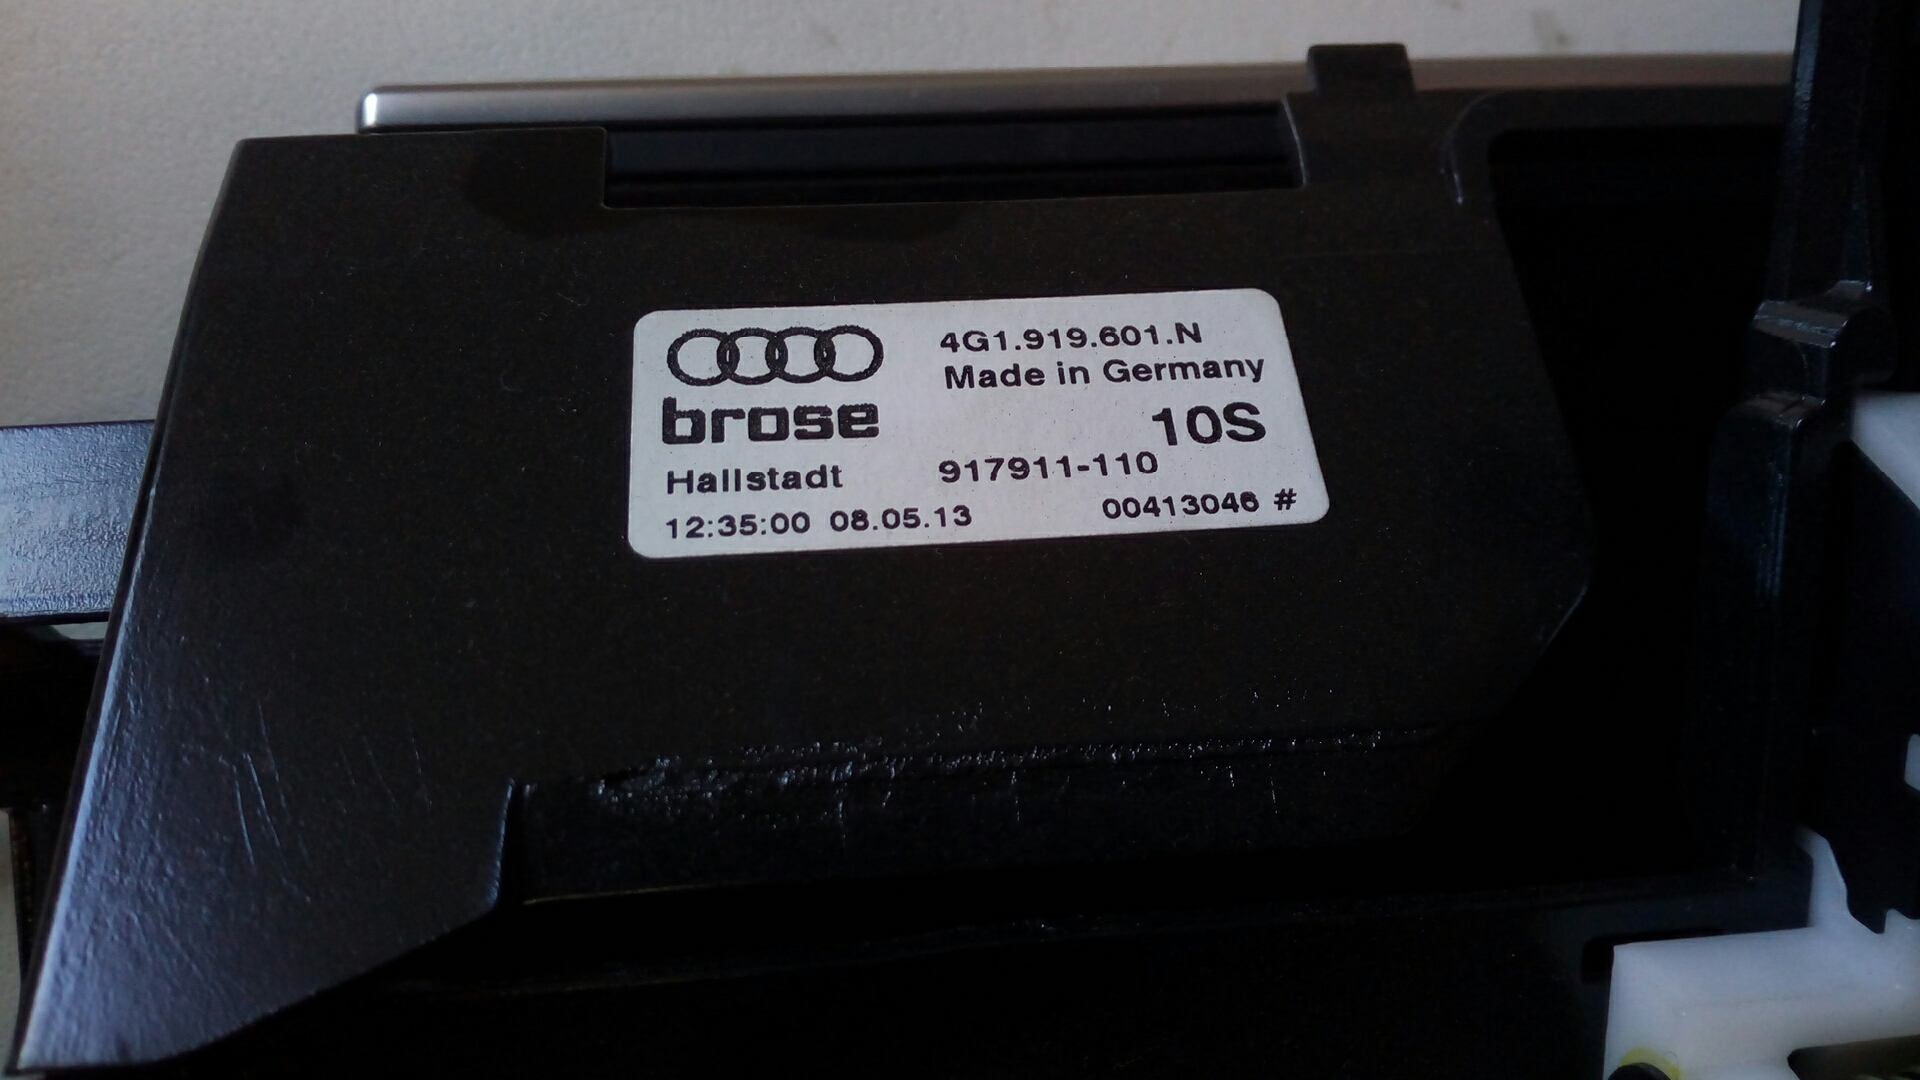 4G1.919.601.N
Made in Germany
brose
10S
Hallstadt 917911-110
12:35:00 08.05.13 00413046 #